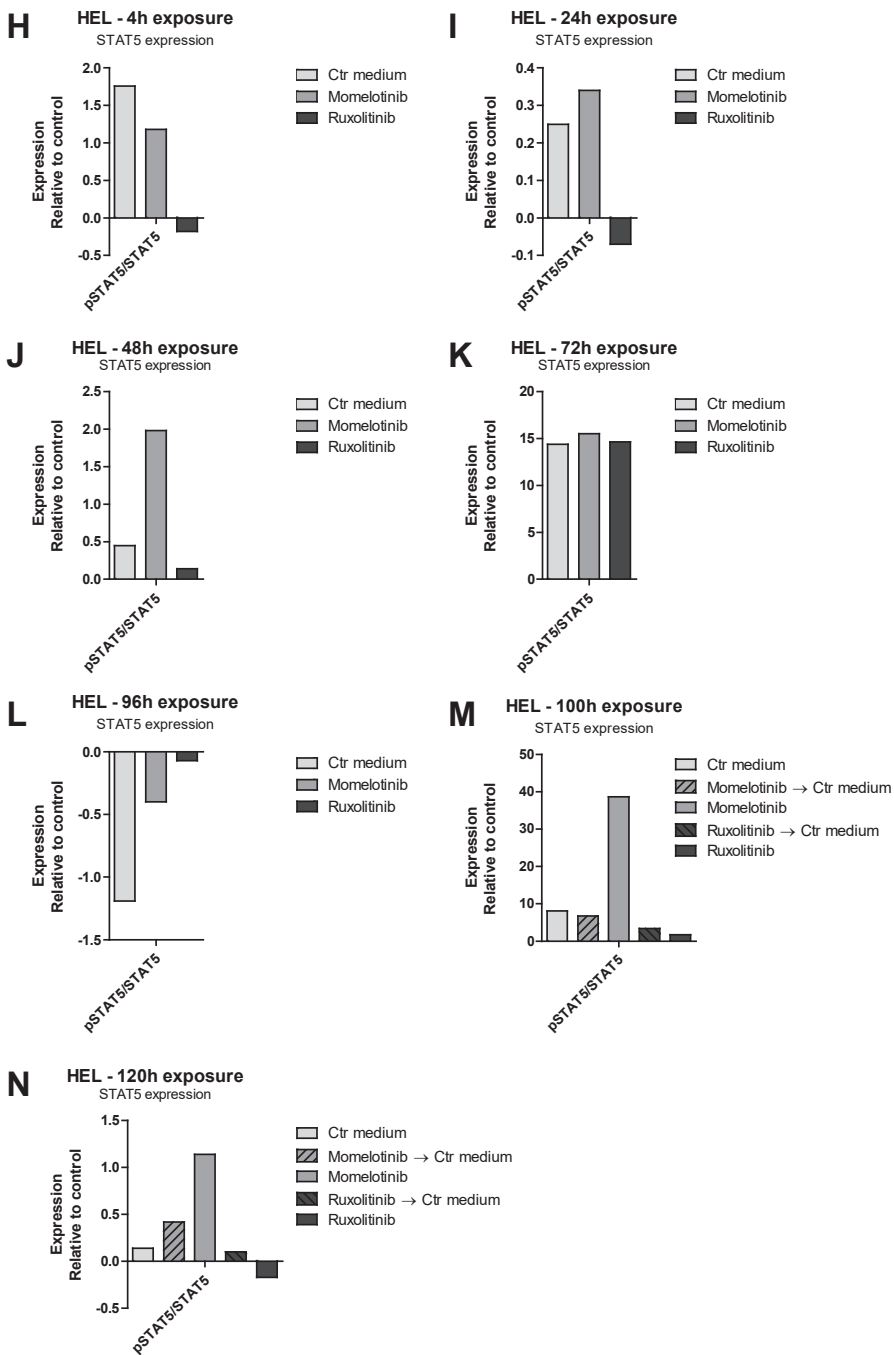 H
HEL - 4h exposure
STAT5 expression
Expression
Relative to control
2.0
1.5
1.0
0.5
0.0
-0.5
pSTAT5/STAT5
Ctr medium
Momelotinib
Ruxolitinib
I
HEL - 24h exposure
STAT5 expression
Expression
Relative to control
0.4
0.3
0.2
0.1
0.0
-0.1
pSTAT5/STAT5
Ctr medium
Momelotinib
Ruxolitinib
J
HEL - 48h exposure
STAT5 expression
Expression
Relative to control
2.5
2.0
1.5
1.0
0.5
0.0
pSTAT5/STAT5
Ctr medium
Momelotinib
Ruxolitinib
K
HEL - 72h exposure
STAT5 expression
Expression
Relative to control
20
15
10
5
0
pSTAT5/STAT5
Ctr medium
Momelotinib
Ruxolitinib
L
HEL - 96h exposure
STAT5 expression
Expression
Relative to control
0.0
-0.5
-1.0
-1.5
pSTAT5/STAT5
Ctr medium
Momelotinib
Ruxolitinib
M
HEL - 100h exposure
STAT5 expression
Expression
Relative to control
50
40
30
20
10
0
pSTAT5/STAT5
Ctr medium
Momelotinib → Ctr medium
Momelotinib
Ruxolitinib → Ctr medium
Ruxolitinib
N
HEL - 120h exposure
STAT5 expression
Expression
Relative to control
1.5
1.0
0.5
0.0
-0.5
pSTAT5/STAT5
Ctr medium
Momelotinib → Ctr medium
Momelotinib
Ruxolitinib → Ctr medium
Ruxolitinib